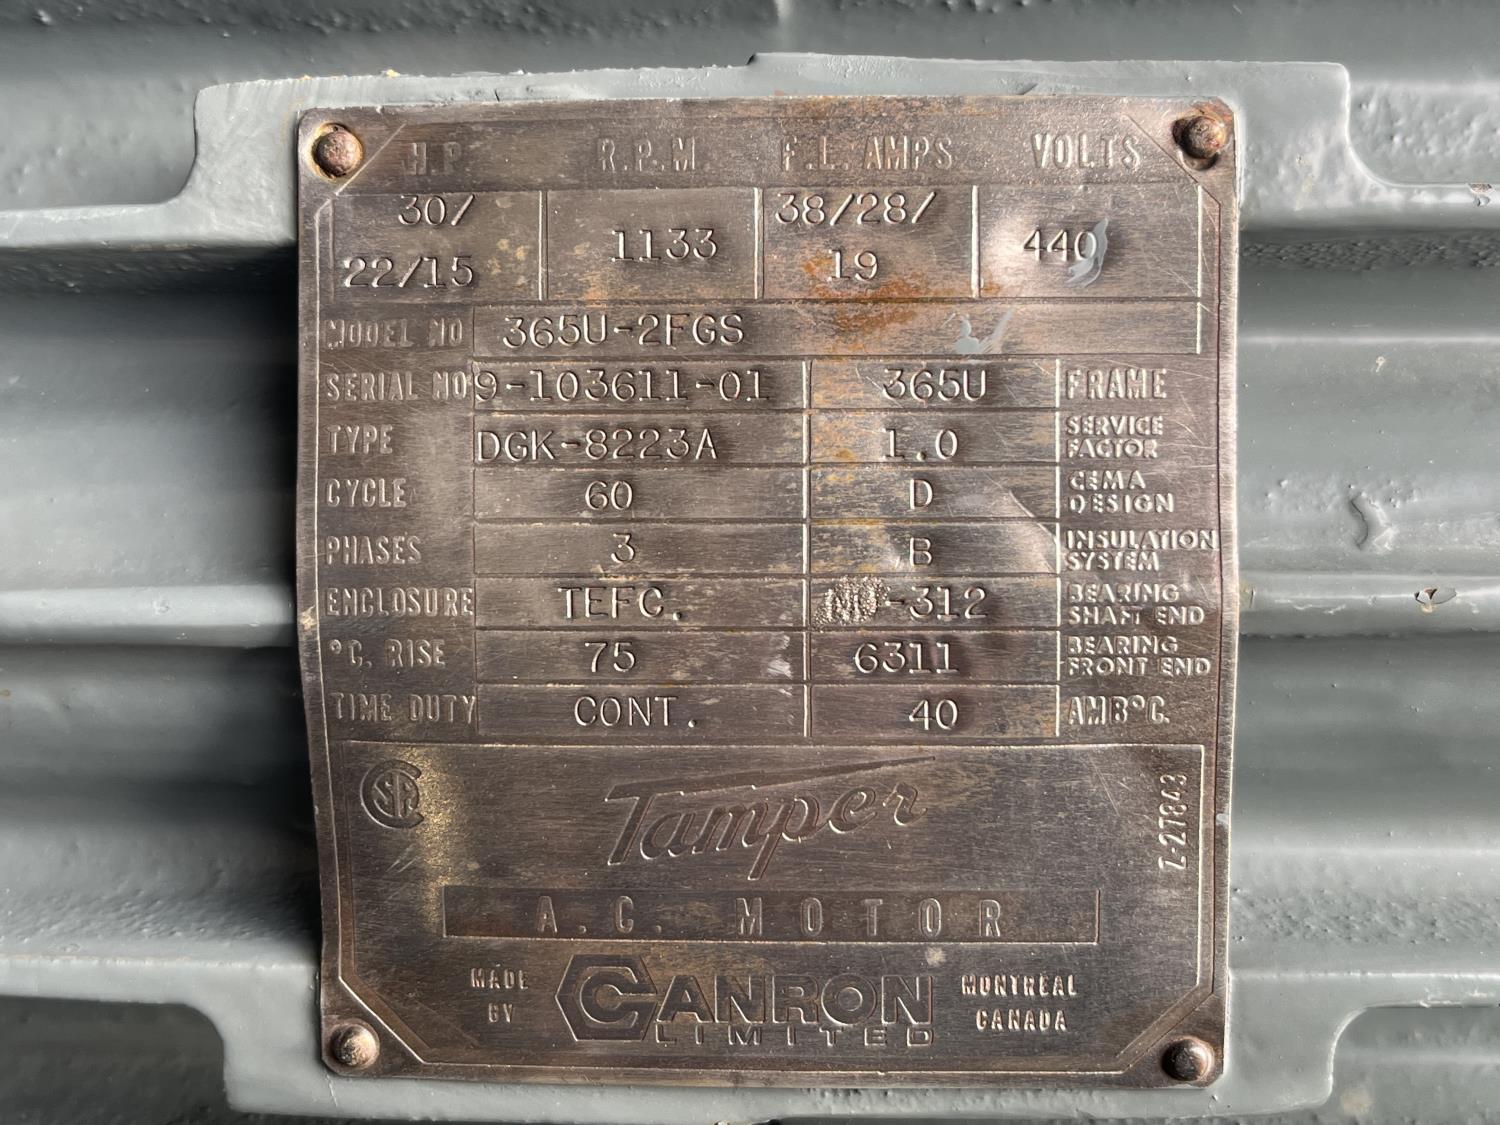 H.P. R.P.M. F.L. AMPS VOLTS
30/ 38/28/
22/15 1133 19 440
MODEL NO 365U-2FGS
SERIAL NO 9-103611-01 365U FRAME
TYPE DGK-8223A 1.0 SERVICE FACTOR
CYCLE 60 D CEMA DESIGN
PHASES 3 B INSULATION SYSTEM
ENCLOSURE TEFC. -312 BEARING SHAFT END
°C. RISE 75 6311 BEARING FRONT END
TIME DUTY CONT. 40 AMB°C.
SA
Tamper
Z-27843
A.C. MOTOR
MADE BY CANRON LIMITED MONTREAL CANADA